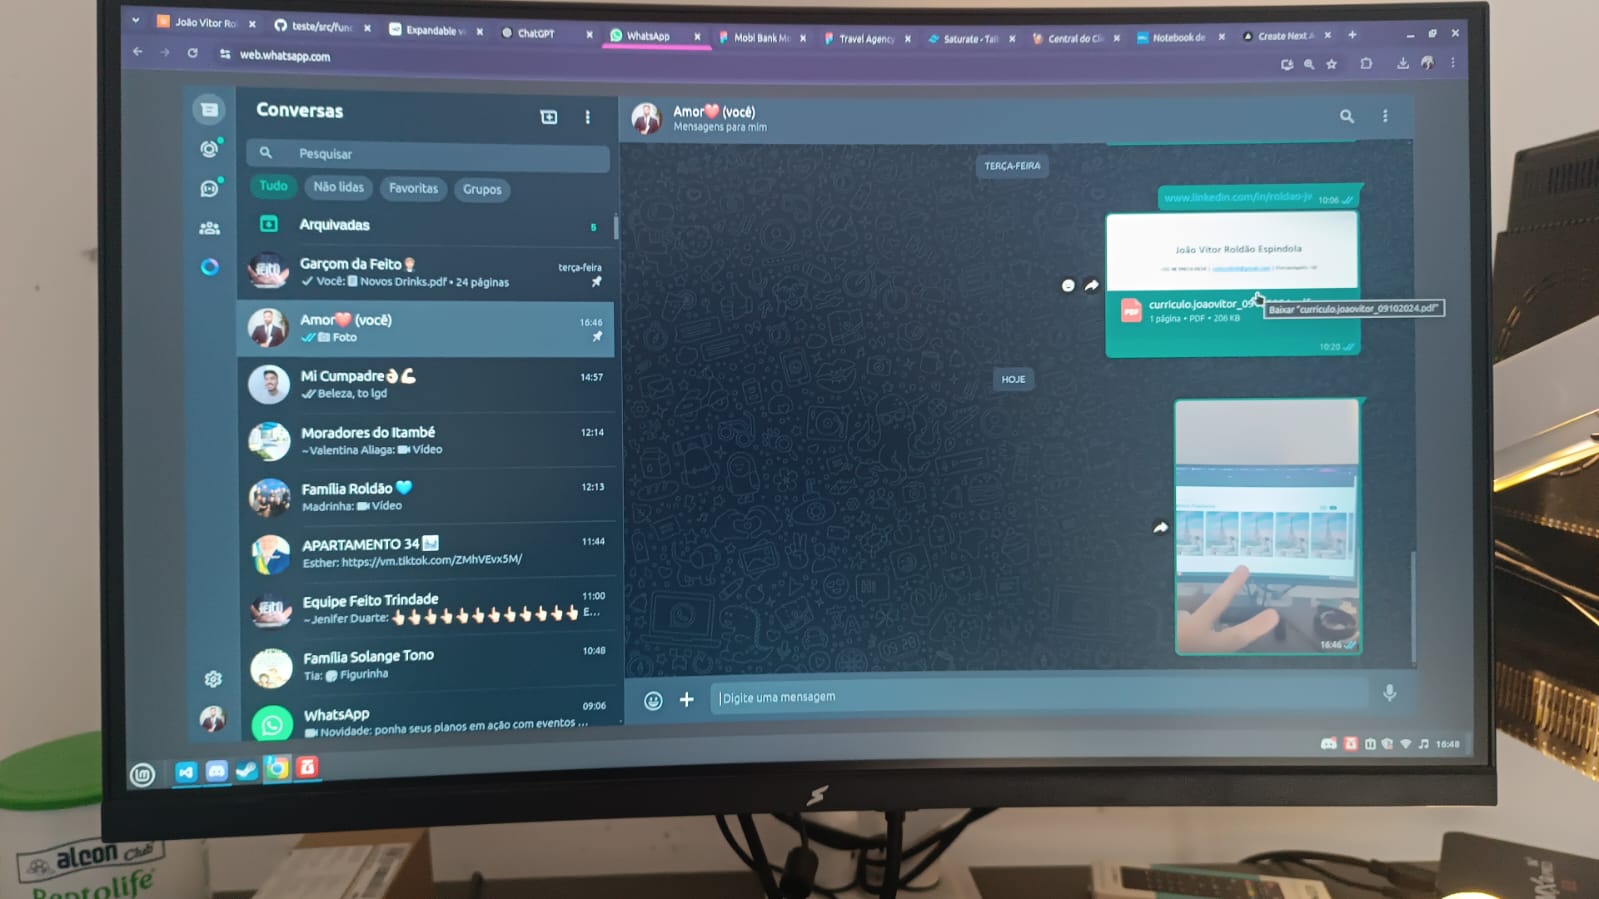 João Vitor Ro
teste/src/func
Expandable v
ChatGPT
WhatsApp
Mobi Bank Mo
Travel Agency
Saturate - Tail
Central do Cli
Notebook de
Create Next A
web.whatsapp.com
Conversas
Pesquisar
Tudo
Não lidas
Favoritas
Grupos
Arquivadas
5
Garçom da Feito
terça-feira
Você: Novos Drinks.pdf • 24 páginas
Amor❤️ (você)
16:46
Foto
Mi Cumpadre👌🏻💪🏻
14:57
Beleza, to lgd
Moradores do Itambé
12:14
~Valentina Aliaga: Vídeo
Família Roldão 🩵
12:13
Madrinha: Vídeo
APARTAMENTO 34
11:44
Esther: https://vm.tiktok.com/ZMhVEvx5M/
Equipe Feito Trindade
11:00
~Jenifer Duarte: 👆🏻👆🏻👆🏻👆🏻👆🏻👆🏻👆🏻👆🏻👆🏻👆🏻👆🏻👆🏻 E...
Família Solange Tono
10:48
Tia: Figurinha
WhatsApp
09:06
Novidade: ponha seus planos em ação com eventos ...
Amor❤️ (você)
Mensagens para mim
TERÇA-FEIRA
www.linkedin.com/in/roldao-jv
10:06
João Vitor Roldão Espindola
PDF
curriculo.joaovitor_09
1 página • PDF • 206 KB
Baixar "curriculo.joaovitor_09102024.pdf"
10:20
HOJE
16:46
Digite uma mensagem
16:48
alcon Club
Reptolife